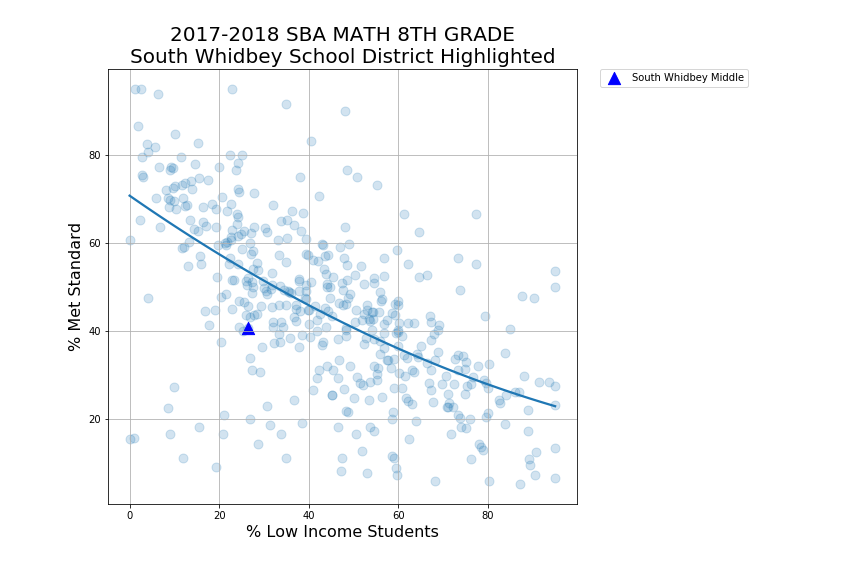 2017-2018 SBA MATH 8TH GRADE
South Whidbey School District Highlighted
South Whidbey Middle
% Met Standard
80
60
40
20
0
20
40
60
80
% Low Income Students